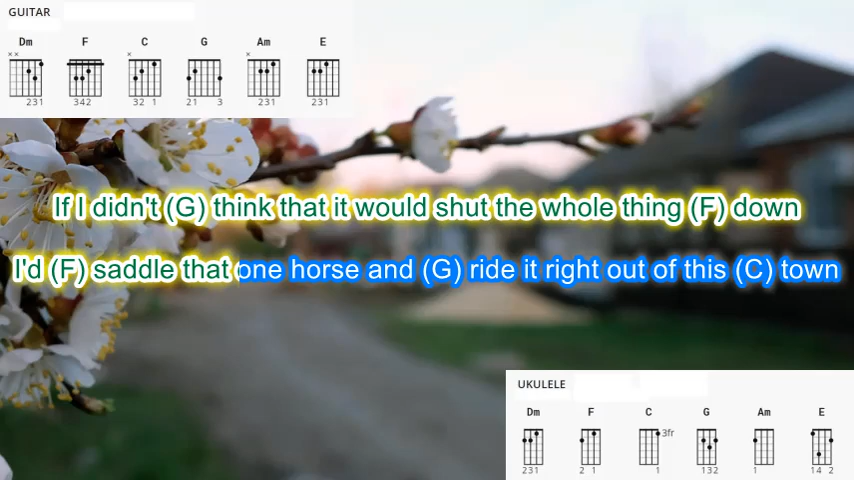 GUITAR
Dm F C G Am E
×× × ×
231 342 32 1 21 3 231 231
If I didn't (G) think that it would shut the whole thing (F) down
I'd (F) saddle that one horse and (G) ride it right out of this (C) town
UKULELE
Dm F C G Am E
3fr
231 2 1 1 132 1 14 2